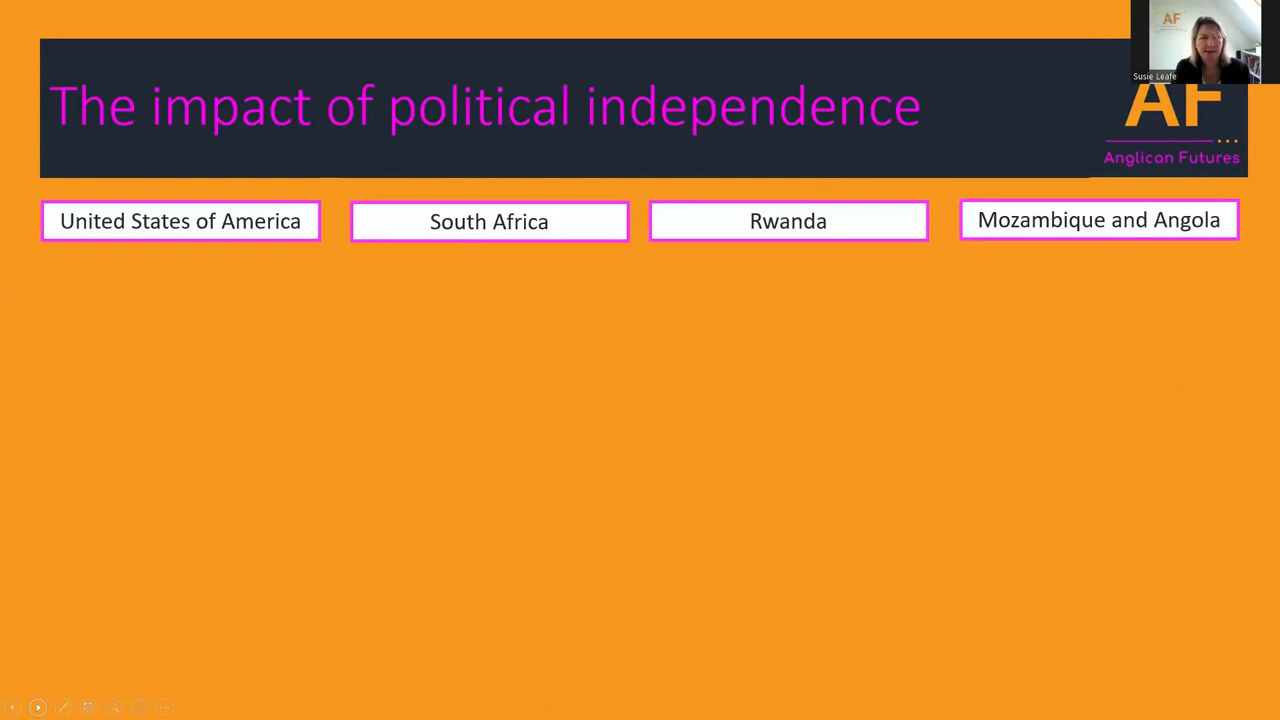 AF
Susie Leafe
The impact of political independence
AF
Anglican Futures
United States of America
South Africa
Rwanda
Mozambique and Angola